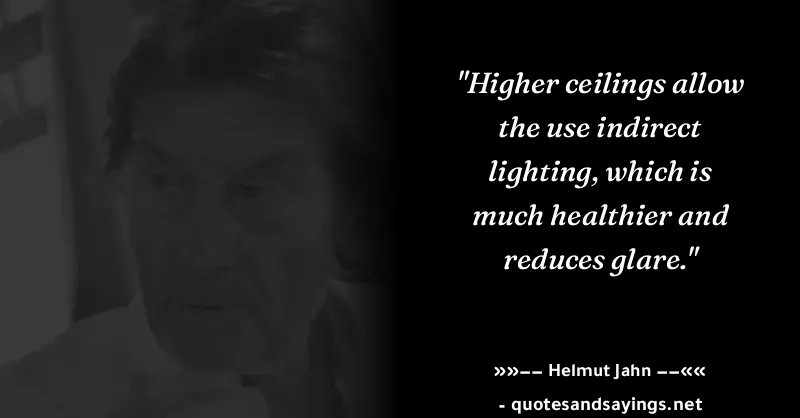 "Higher ceilings allow
the use indirect
lighting, which is
much healthier and
reduces glare."
»»–– Helmut Jahn ––««
- quotesandsayings.net